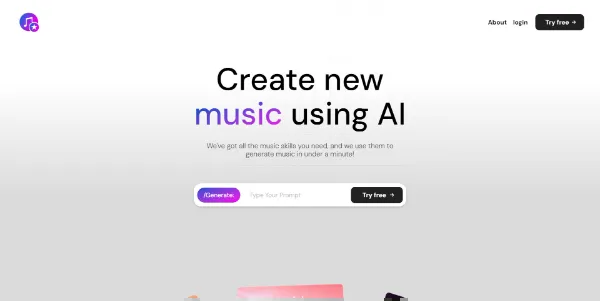 About login Try free →
Create new
music using AI
We've got all the music skills you need, and we use them to
generate music in under a minute!
/Generate: Type Your Prompt Try free →